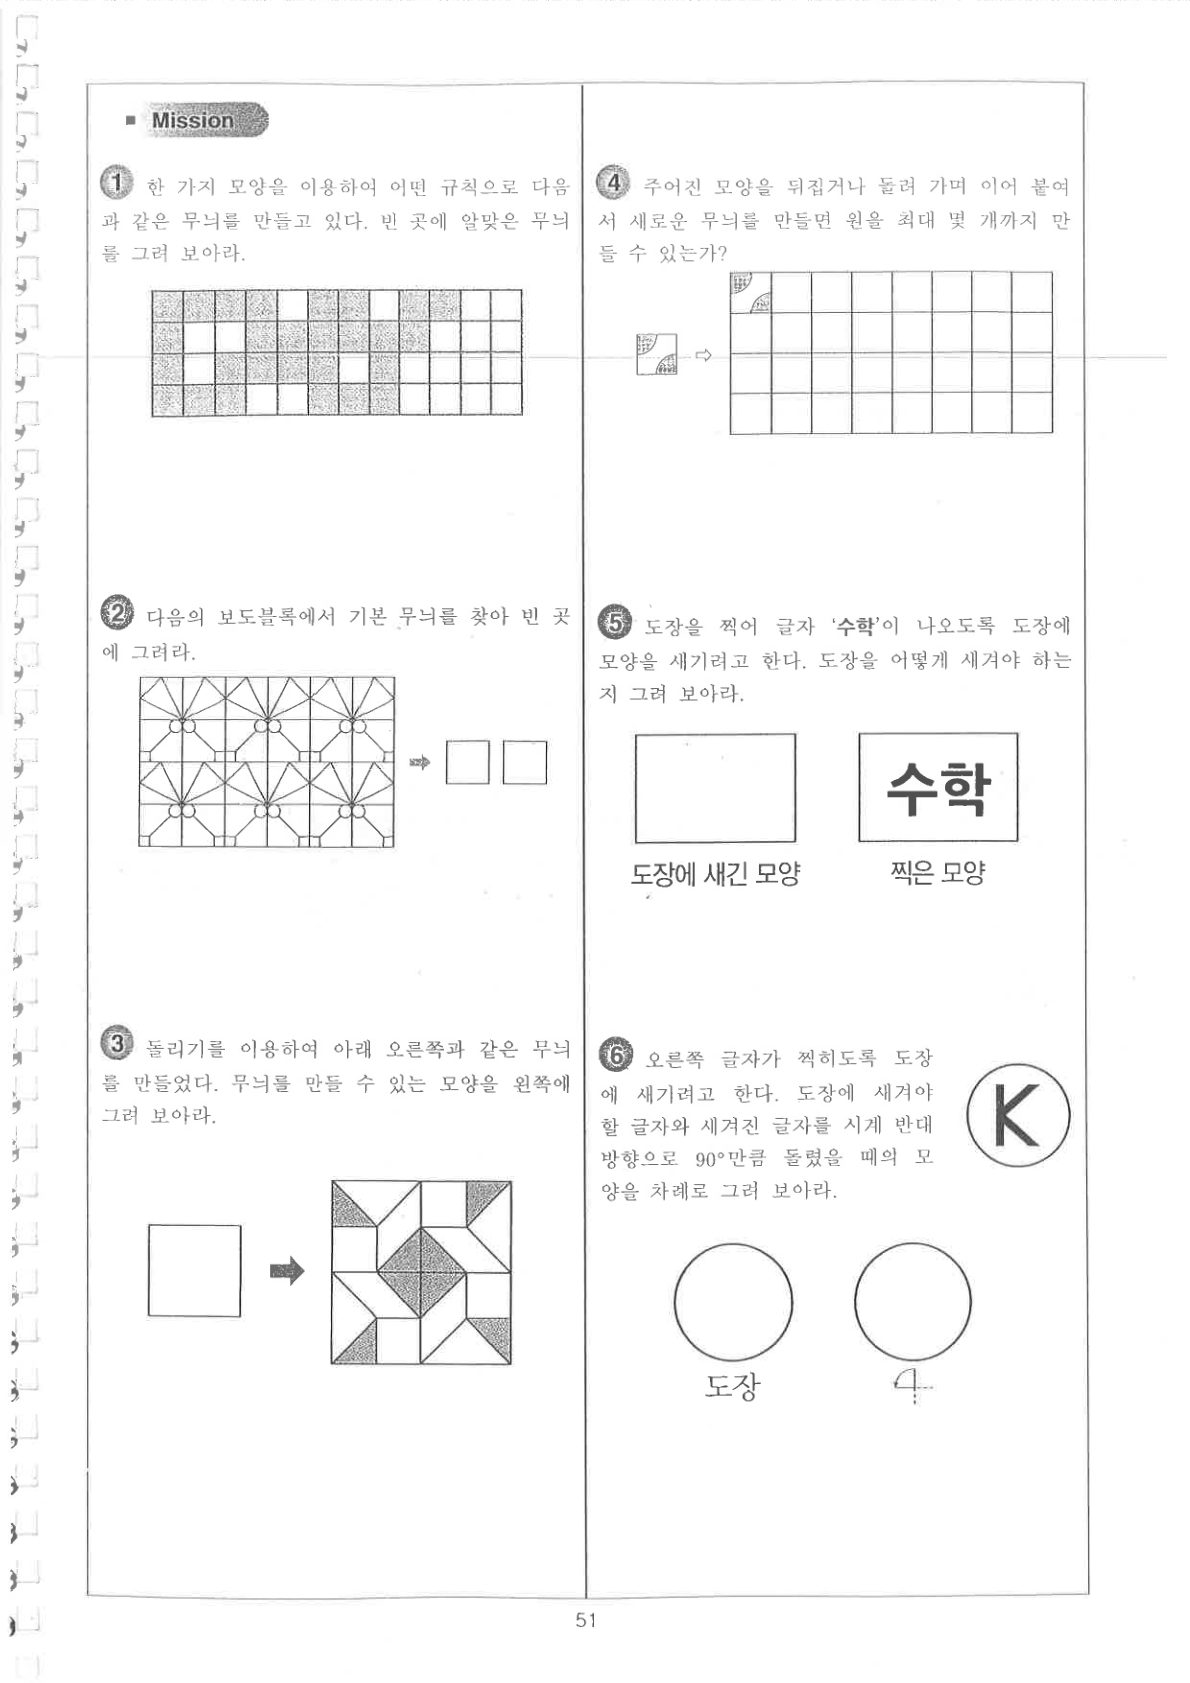 Mission
1 한 가지 모양을 이용하여 어떤 규칙으로 다음
과 같은 무늬를 만들고 있다. 빈 곳에 알맞은 무늬
를 그려 보아라.
2 다음의 보도블록에서 기본 무늬를 찾아 빈 곳
에 그려라.
3 돌리기를 이용하여 아래 오른쪽과 같은 무늬
를 만들었다. 무늬를 만들 수 있는 모양을 왼쪽에
그려 보아라.
4 주어진 모양을 뒤집거나 돌려 가며 이어 붙여
서 새로운 무늬를 만들면 원을 최대 몇 개까지 만
들 수 있는가?
5 도장을 찍어 글자 ‘수학’이 나오도록 도장에
모양을 새기려고 한다. 도장을 어떻게 새겨야 하는
지 그려 보아라.
수학
도장에 새긴 모양 찍은 모양
6 오른쪽 글자가 찍히도록 도장
에 새기려고 한다. 도장에 새겨야
할 글자와 새겨진 글자를 시계 반대
방향으로 90°만큼 돌렸을 때의 모
양을 차례로 그려 보아라.
K
도장
51